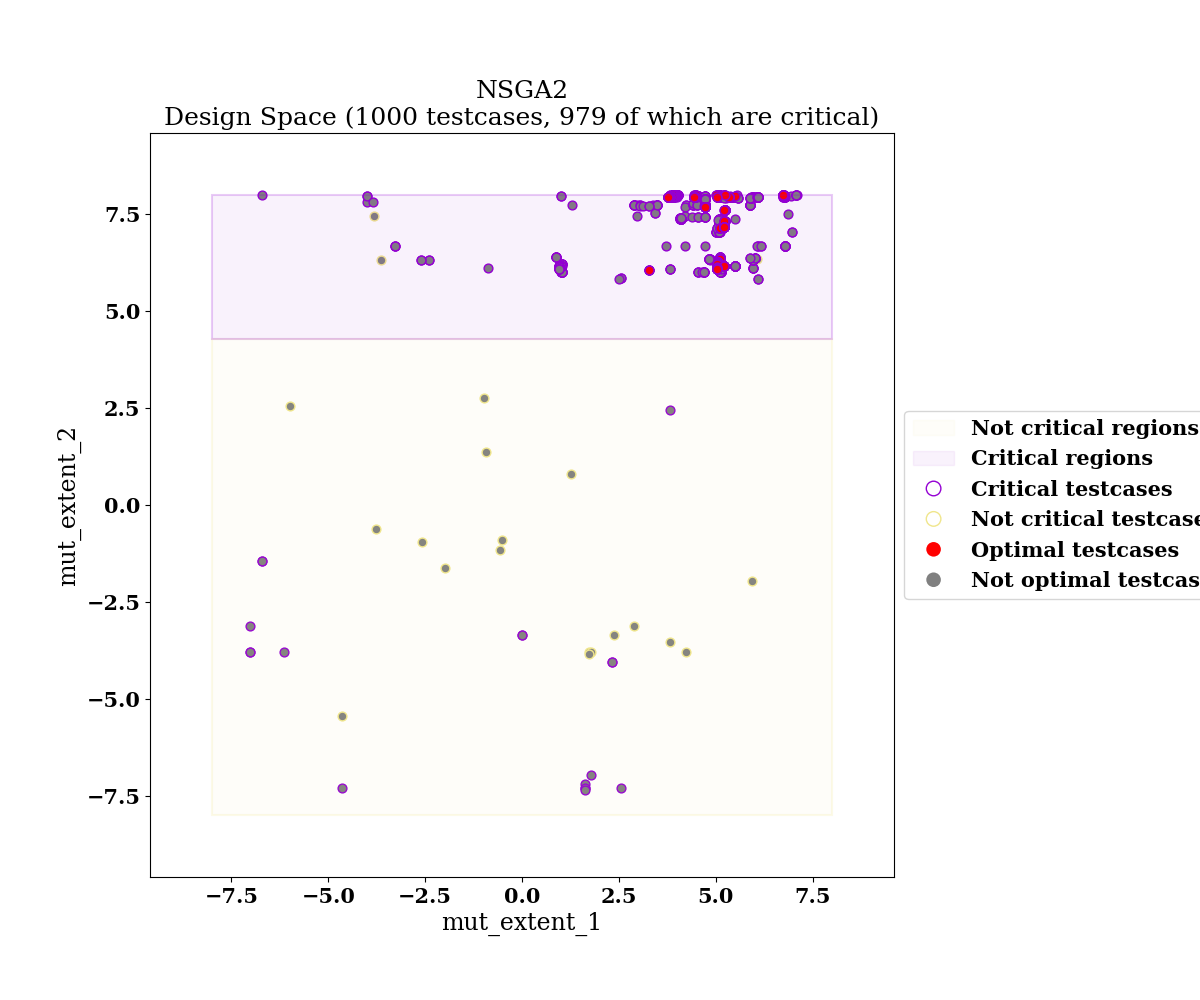 NSGA2
Design Space (1000 testcases, 979 of which are critical)
7.5
5.0
2.5
0.0
−2.5
−5.0
−7.5
mut_extent_2
−7.5
−5.0
−2.5
0.0
2.5
5.0
7.5
mut_extent_1
Not critical regions
Critical regions
Critical testcases
Not critical testcase
Optimal testcases
Not optimal testcas